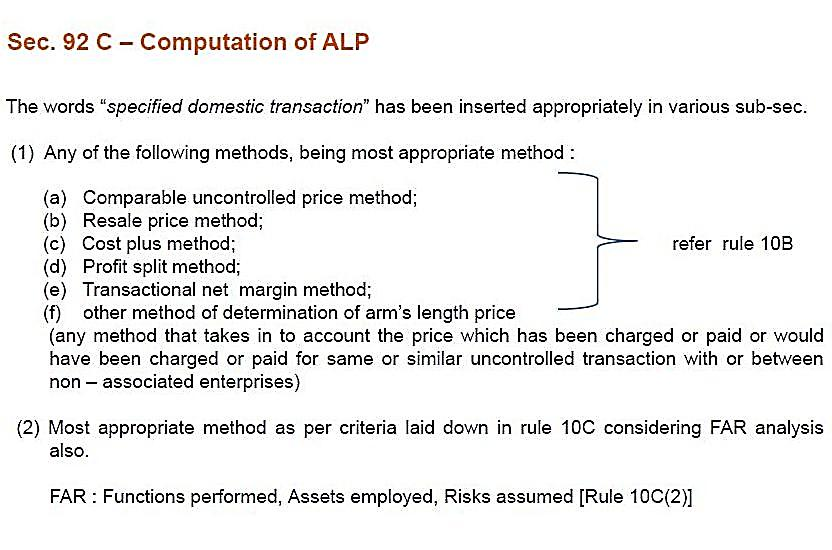 Sec. 92 C – Computation of ALP
The words “specified domestic transaction” has been inserted appropriately in various sub-sec.
(1) Any of the following methods, being most appropriate method :
(a) Comparable uncontrolled price method;
(b) Resale price method;
(c) Cost plus method;
refer rule 10B
(d) Profit split method;
(e) Transactional net margin method;
(f) other method of determination of arm’s length price
(any method that takes in to account the price which has been charged or paid or would
have been charged or paid for same or similar uncontrolled transaction with or between
non – associated enterprises)
(2) Most appropriate method as per criteria laid down in rule 10C considering FAR analysis
also.
FAR : Functions performed, Assets employed, Risks assumed [Rule 10C(2)]